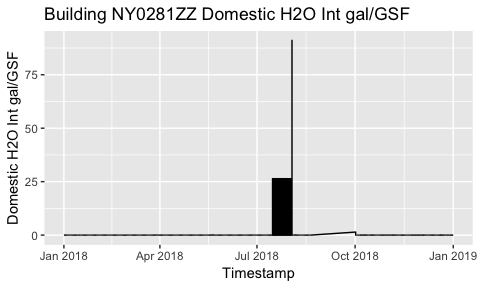 Building NY0281ZZ Domestic H2O Int gal/GSF
Domestic H2O Int gal/GSF
75
50
25
0
Jan 2018
Apr 2018
Jul 2018
Oct 2018
Jan 2019
Timestamp